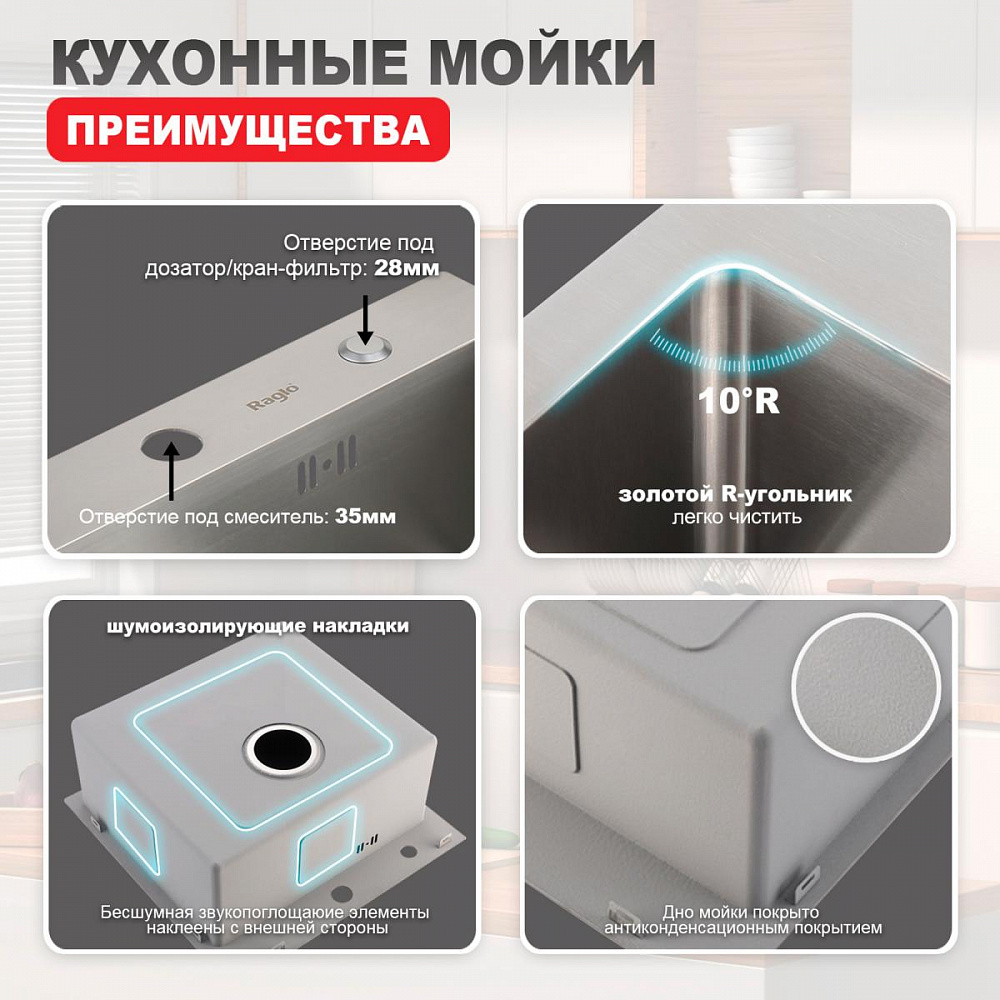 КУХОННЫЕ МОЙКИ
ПРЕИМУЩЕСТВА
Отверстие под
дозатор/кран-фильтр: 28мм
Raglo
Отверстие под смеситель: 35мм
10°R
золотой R-угольник
легко чистить
шумоизолирующие накладки
Бесшумная звукопоглощаюие элементы
наклеены с внешней стороны
Дно мойки покрыто
антиконденсационным покрытием